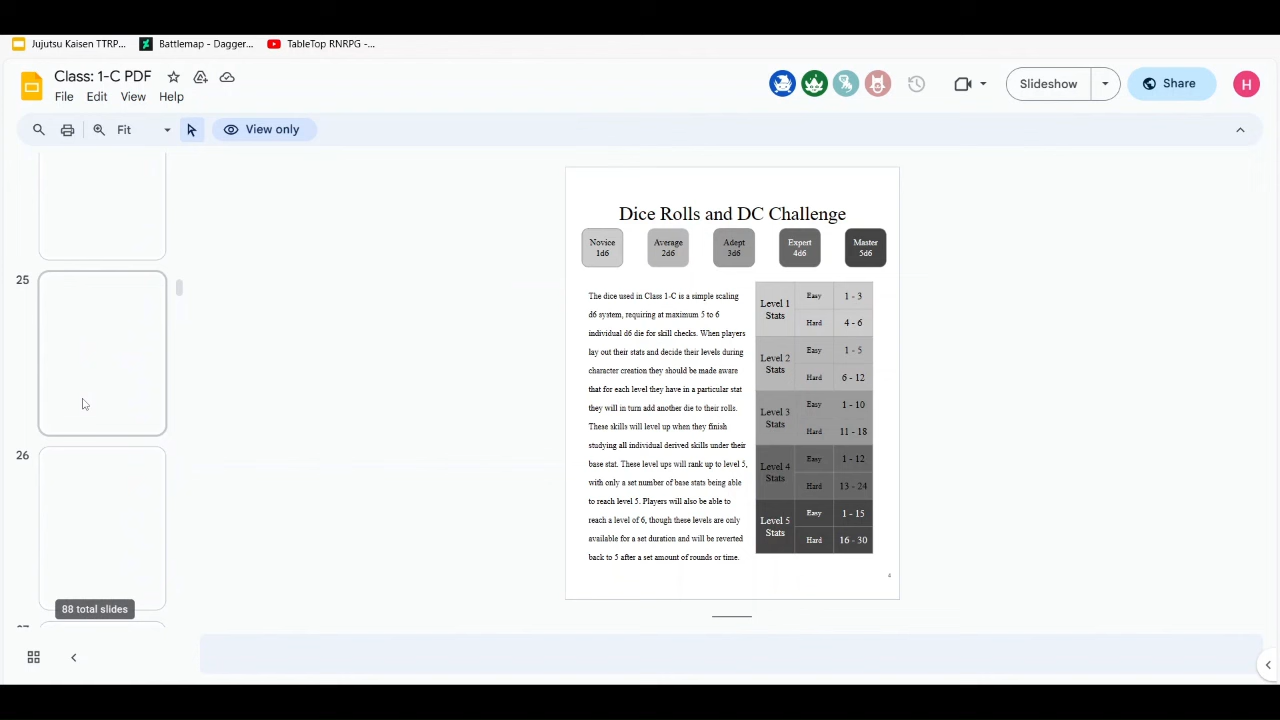 Jujutsu Kaisen TTRP...
Battlemap - Dagger...
TableTop RNRPG -...
Class: 1-C PDF
File
Edit
View
Help
Slideshow
Share
H
Fit
View only
25
26
88 total slides
Dice Rolls and DC Challenge
Novice
1d6
Average
2d6
Adept
3d6
Expert
4d6
Master
5d6
The dice used in Class 1-C is a simple scaling
d6 system, requiring at maximum 5 to 6
individual d6 die for skill checks. When players
lay out their stats and decide their levels during
character creation they should be made aware
that for each level they have in a particular stat
they will in turn add another die to their rolls.
These skills will level up when they finish
studying all individual derived skills under their
base stat. These level ups will rank up to level 5,
with only a set number of base stats being able
to reach level 5. Players will also be able to
reach a level of 6, though these levels are only
available for a set duration and will be reverted
back to 5 after a set amount of rounds or time.
Level 1
Stats
Easy
1 - 3
Hard
4 - 6
Level 2
Stats
Easy
1 - 5
Hard
6 - 12
Level 3
Stats
Easy
1 - 10
Hard
11 - 18
Level 4
Stats
Easy
1 - 12
Hard
13 - 24
Level 5
Stats
Easy
1 - 15
Hard
16 - 30
4